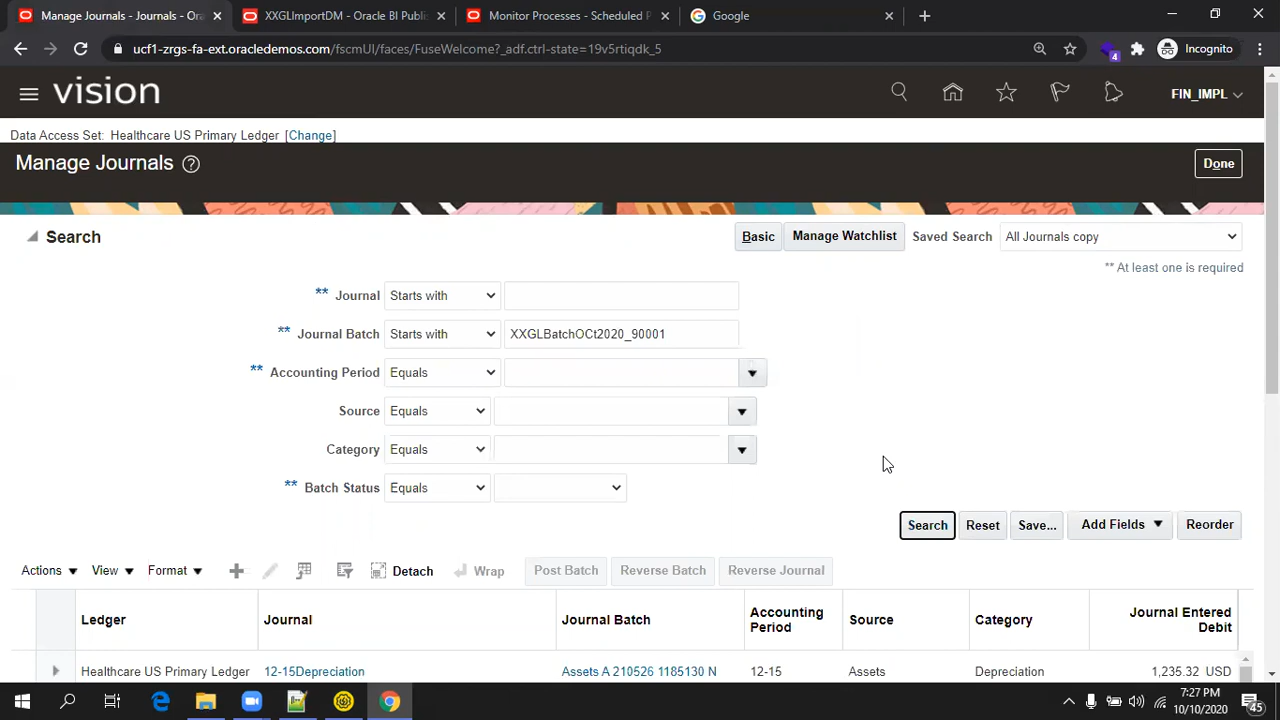 Manage Journals - Journals - Ora
XXGLImportDM - Oracle BI Publis
Monitor Processes - Scheduled P
Google
ucf1-zrgs-fa-ext.oracledemos.com/fscmUI/faces/FuseWelcome?_adf.ctrl-state=19v5rtiqdk_5
4
Incognito
vision
FIN_IMPL
Data Access Set: Healthcare US Primary Ledger [Change]
Manage Journals
Done
Search
Basic
Manage Watchlist
Saved Search
All Journals copy
** At least one is required
** Journal
Starts with
** Journal Batch
Starts with
XXGLBatchOCt2020_90001
** Accounting Period
Equals
Source
Equals
Category
Equals
** Batch Status
Equals
Search
Reset
Save...
Add Fields
Reorder
Actions
View
Format
Detach
Wrap
Post Batch
Reverse Batch
Reverse Journal
Ledger
Journal
Journal Batch
Accounting Period
Source
Category
Journal Entered Debit
Healthcare US Primary Ledger
12-15Depreciation
Assets A 210526 1185130 N
12-15
Assets
Depreciation
1,235.32 USD
7:27 PM
10/10/2020
45